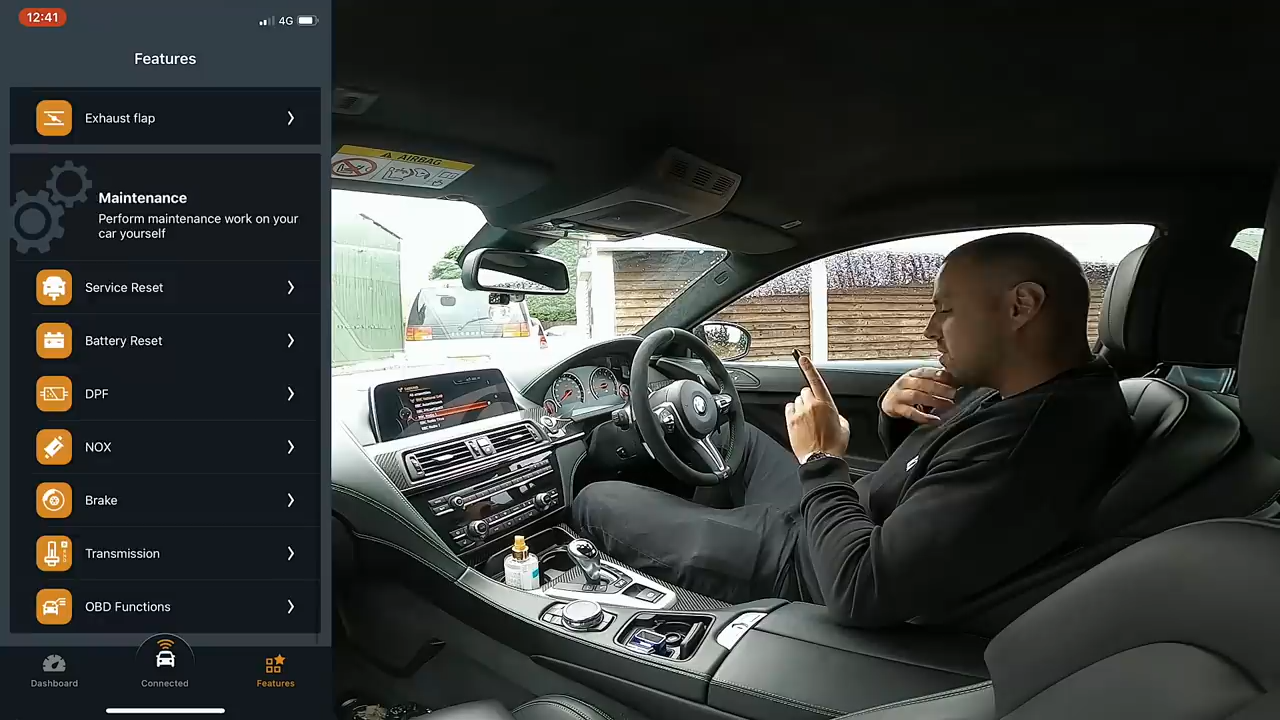 12:41
4G
Features
Exhaust flap
Maintenance
Perform maintenance work on your
car yourself
Service Reset
Battery Reset
DPF
NOX
Brake
Transmission
OBD Functions
Dashboard
Connected
Features
AIRBAG